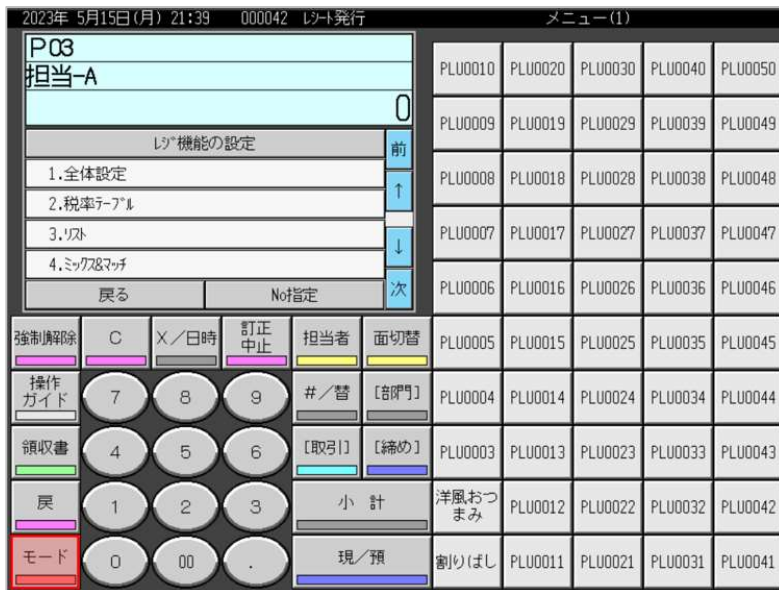 2023年 5月15日(月) 21:39 000042 ﾚｼｰﾄ発行 メニュー(1)
P03
担当-A
0
ﾚｼﾞ機能の設定
前
1.全体設定
↑
2.税率ﾃｰﾌﾞﾙ
3.ﾘｽﾄ
↓
4.ﾐｯｸｽ&ﾏｯﾁ
戻る No指定 次
PLU0010 PLU0020 PLU0030 PLU0040 PLU0050
PLU0009 PLU0019 PLU0029 PLU0039 PLU0049
PLU0008 PLU0018 PLU0028 PLU0038 PLU0048
PLU0007 PLU0017 PLU0027 PLU0037 PLU0047
PLU0006 PLU0016 PLU0026 PLU0036 PLU0046
強制解除 C X/日時 訂正
中止 担当者 面切替 PLU0005 PLU0015 PLU0025 PLU0035 PLU0045
操作
ガイド 7 8 9 #/替 [部門] PLU0004 PLU0014 PLU0024 PLU0034 PLU0044
領収書 4 5 6 [取引] [締め] PLU0003 PLU0013 PLU0023 PLU0033 PLU0043
戻 1 2 3 小 計 洋風おつ
まみ PLU0012 PLU0022 PLU0032 PLU0042
モード 0 00 . 現/預 割りばし PLU0011 PLU0021 PLU0031 PLU0041